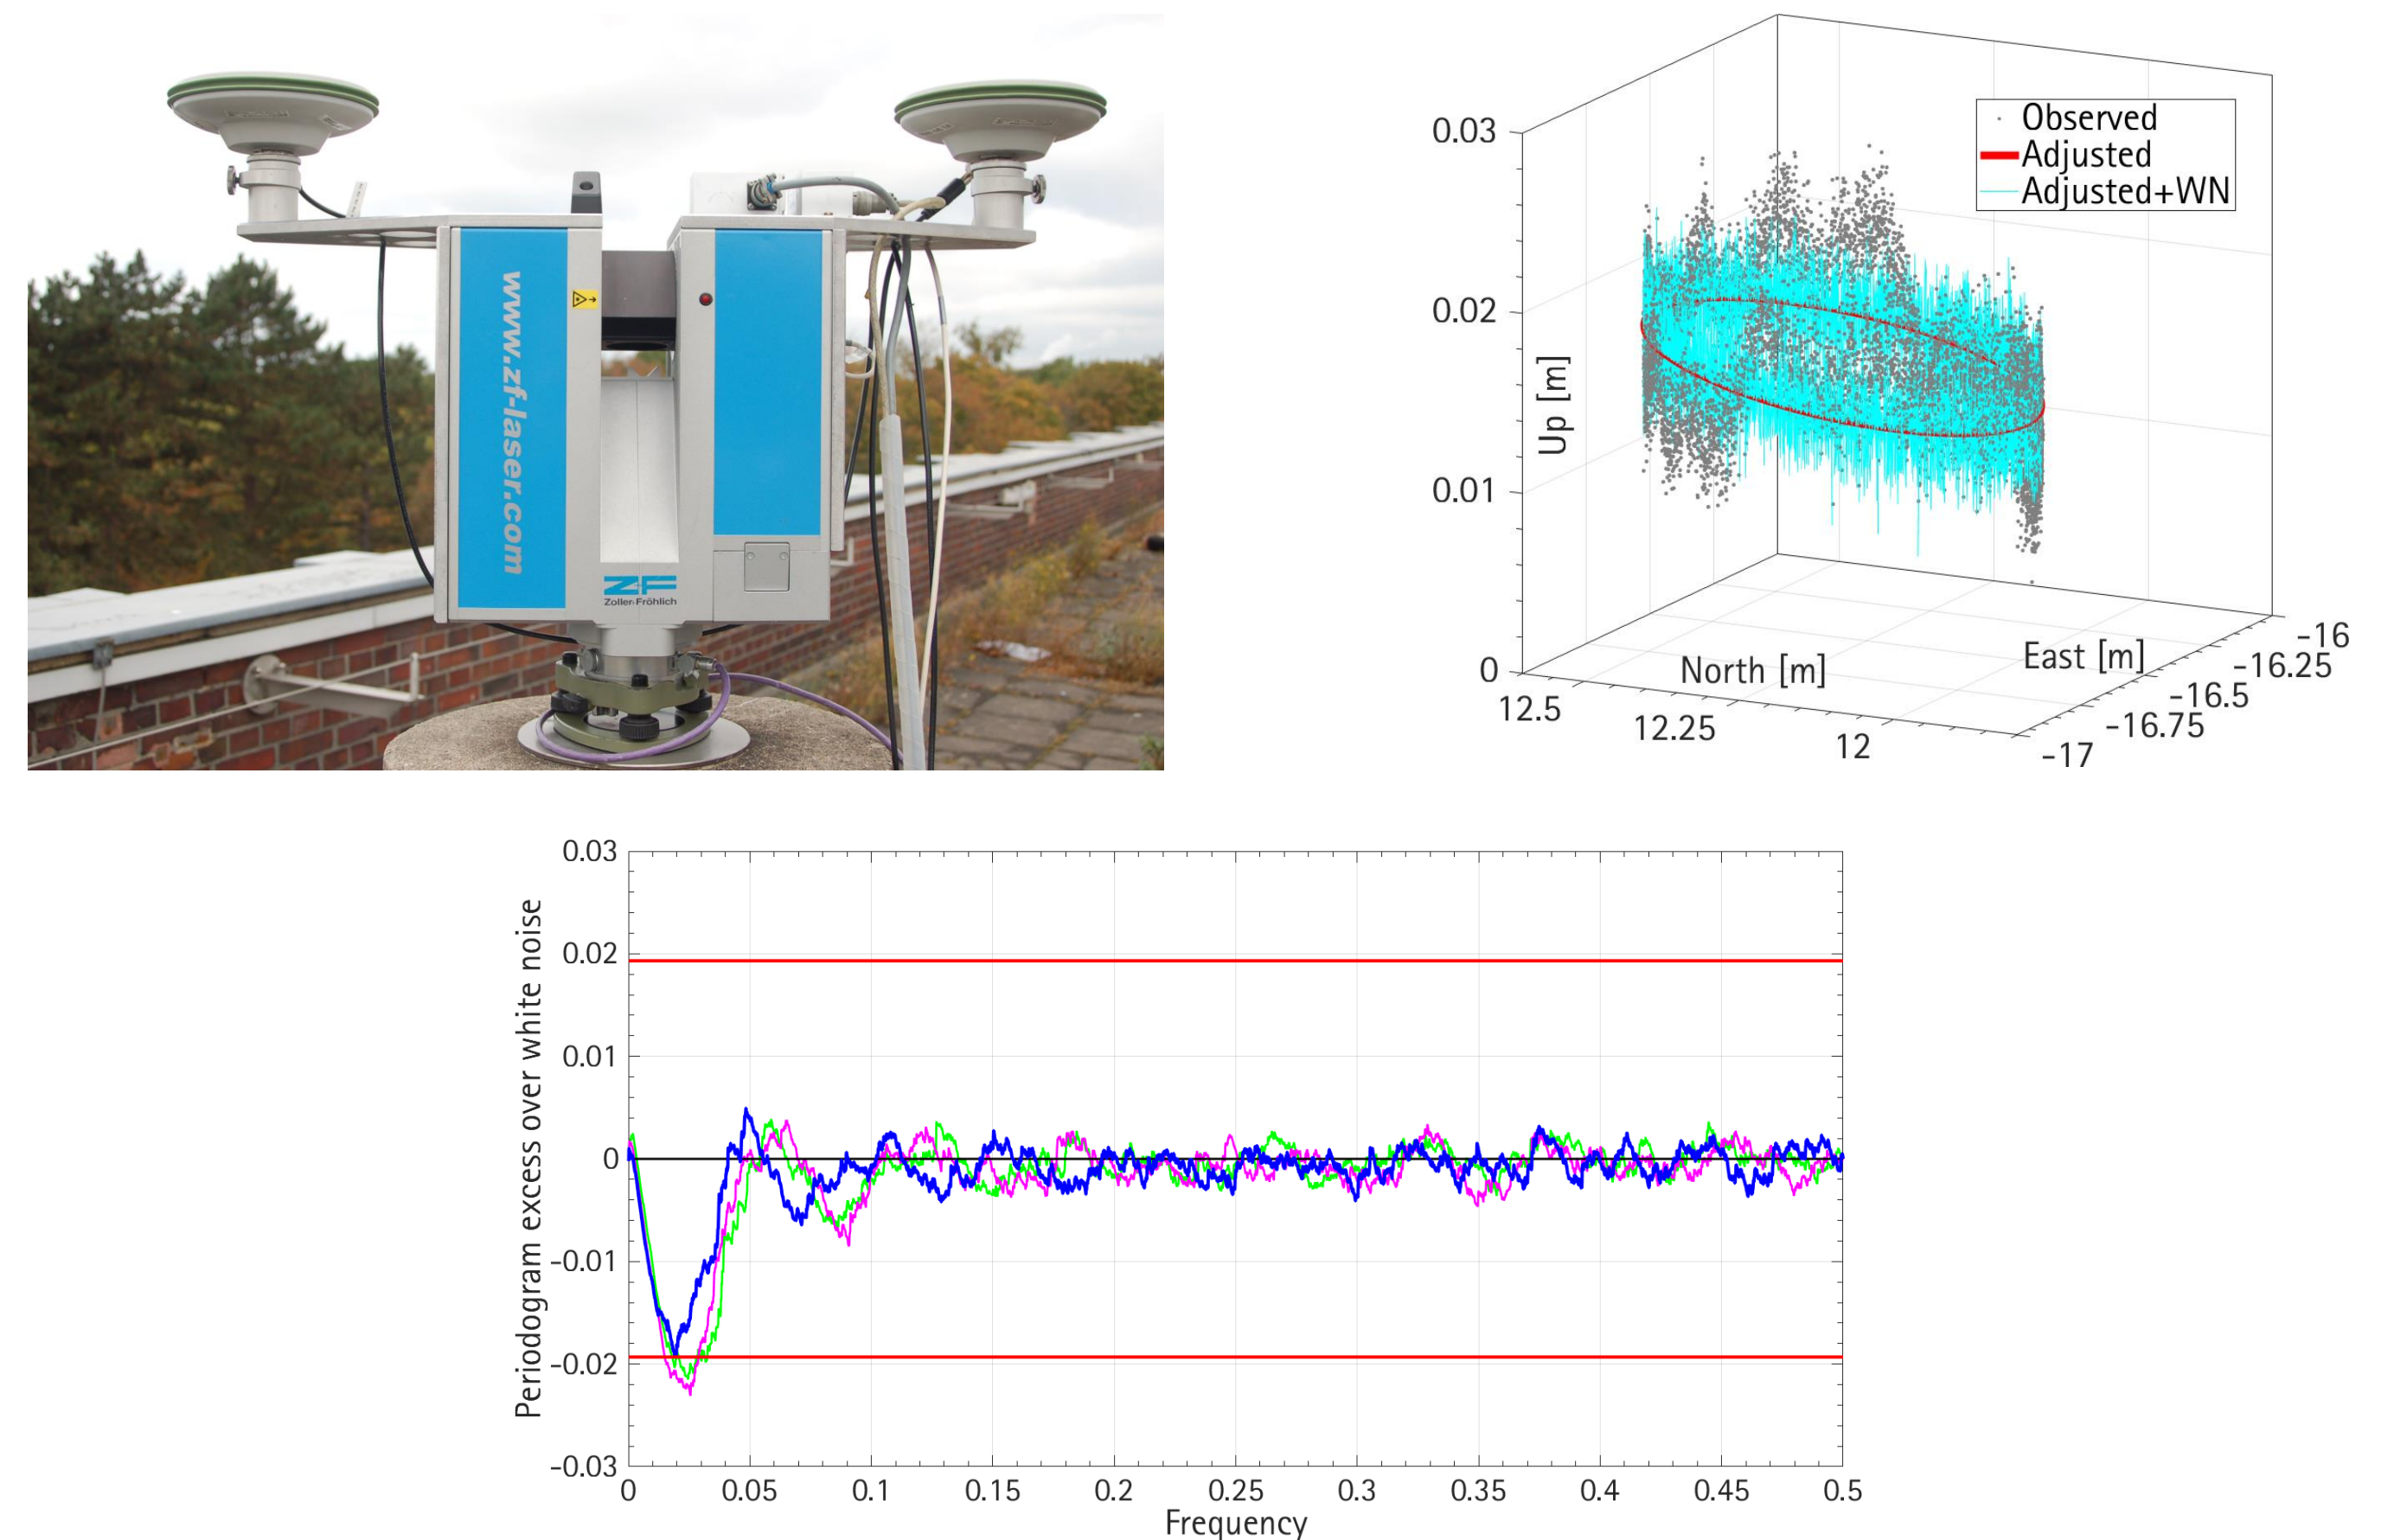 www.zf-laser.com
ZF
Zoller+Fröhlich
Observed
Adjusted
Adjusted+WN
0.03
0.02
0.01
0
Up [m]
12.5
12.25
12
North [m]
East [m]
-16
-16.25
-16.5
-16.75
-17
0.03
0.02
0.01
0
-0.01
-0.02
-0.03
Periodogram excess over white noise
0 0.05 0.1 0.15 0.2 0.25 0.3 0.35 0.4 0.45 0.5
Frequency